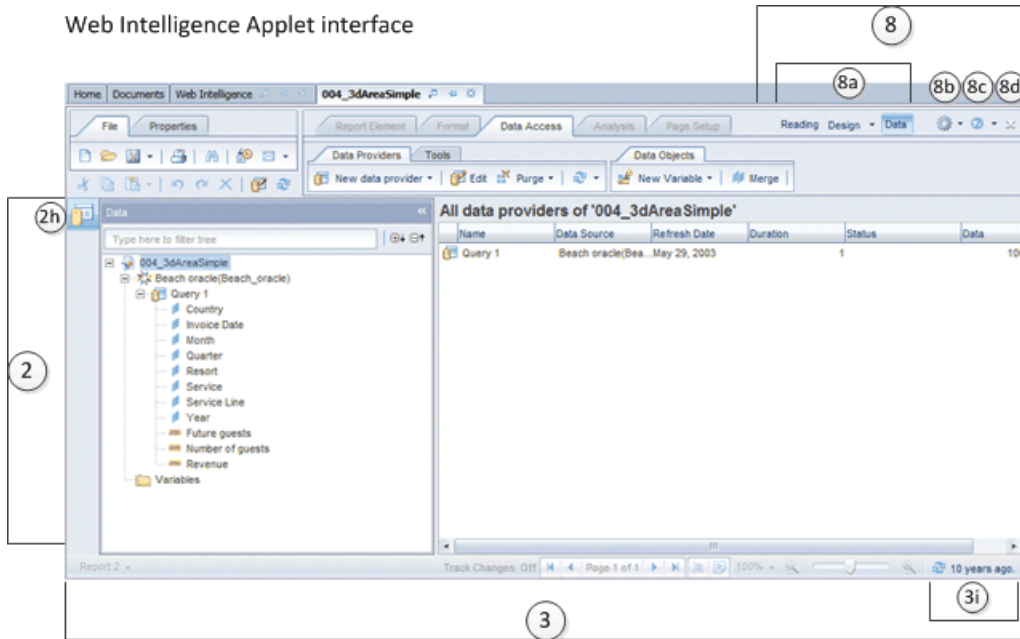 Web Intelligence Applet interface
8
8a
8b 8c 8d
Home Documents Web Intelligence 004_3dAreaSimple
File Properties Report Element Format Data Access Analysis Page Setup Reading Design Data
Data Providers Tools Data Objects
New data provider Edit Purge New Variable Merge
2h Data All data providers of '004_3dAreaSimple'
Type here to filter tree Name Data Source Refresh Date Duration Status Data
Query 1 Beach oracle(Bea... May 29, 2003 1 10
004_3dAreaSimple
Beach oracle(Beach_oracle)
Query 1
Country
Invoice Date
Month
Quarter
Resort
Service
Service Line
Year
Future guests
Number of guests
Revenue
Variables
2
Report 2 Track Changes: Off Page 1 of 1 100% 10 years ago.
3i
3